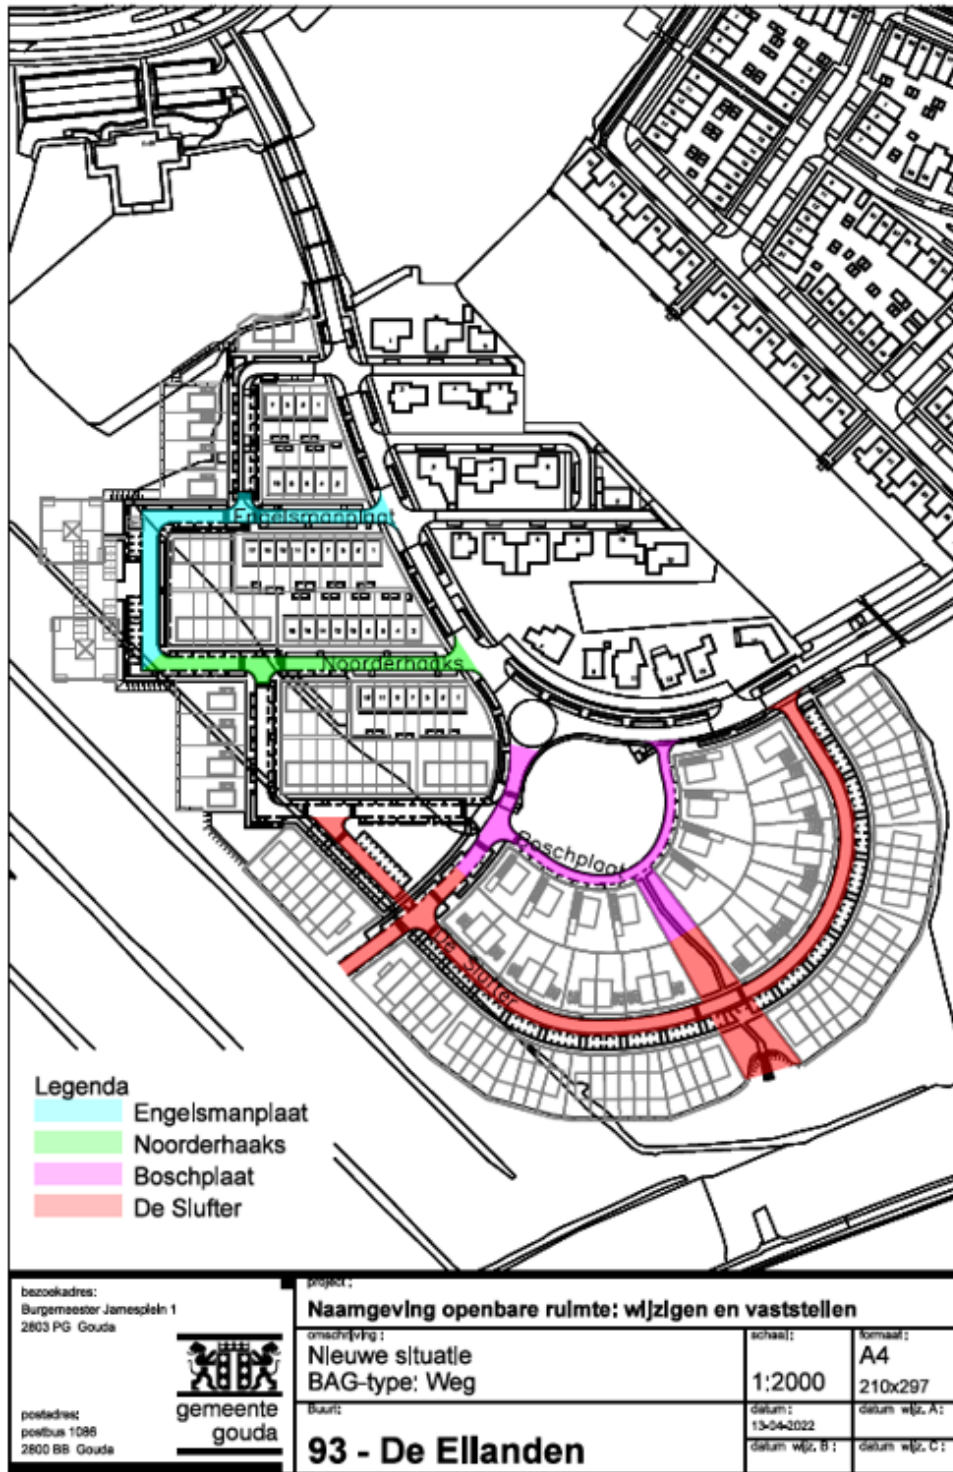 Engelsmanplaat
Noorderhaaks
Boschplaat
De Slufter
Legenda
Engelsmanplaat
Noorderhaaks
Boschplaat
De Slufter
bezoekadres:
Burgemeester Jamesplein 1
2803 PG Gouda
postadres:
postbus 1086
2800 BB Gouda
gemeente
gouda
project:
Naamgeving openbare ruimte: wijzigen en vaststellen
omschrijving:
Nieuwe situatie
BAG-type: Weg
schaal:
1:2000
formaat:
A4
210x297
Buurt:
93 - De Eilanden
datum:
13-04-2022
datum wijz. A:
datum wijz. B:
datum wijz. C: